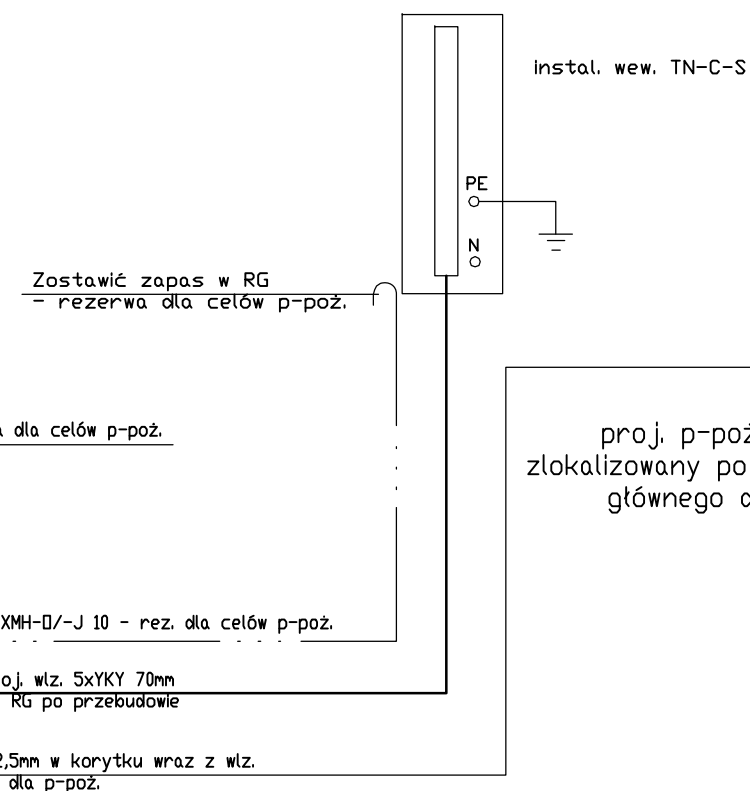 instal. wew. TN-C-S
PE
N
Zostawić zapas w RG
- rezerwa dla celów p-poż.
dla celów p-poż.
proj. p-poż
zlokalizowany po
głównego
XMH-▯/-J 10 - rez. dla celów p-poż.
oj. wlz. 5xYKY 70mm
RG po przebudowie
2,5mm w korytku wraz z wlz.
dla p-poż.